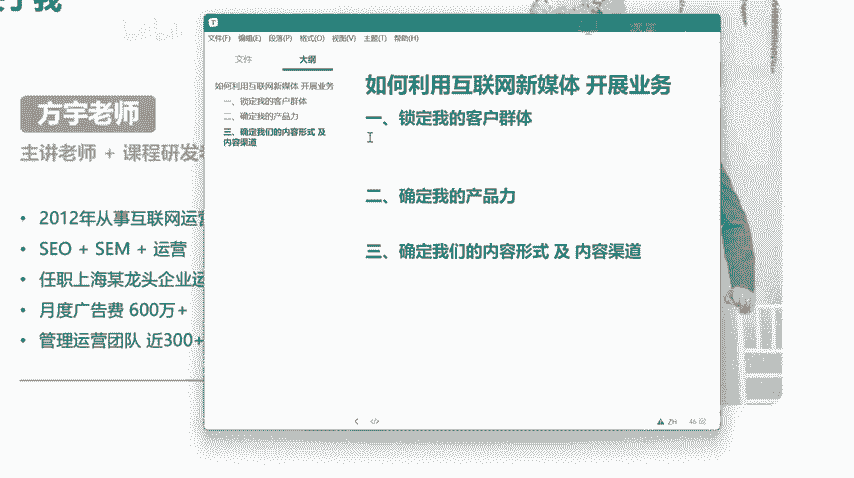 于我
方宇老师
主讲老师 + 课程研发
2012年从事互联网运营
SEO + SEM + 运营
任职上海某龙头企业运
月度广告费 600万+
管理运营团队 近300+
T
文件(F) 编辑(E) 段落(P) 格式(O) 视图(V) 主题(T) 帮助(H)
文件 大纲
如何利用互联网新媒体 开展业务
一、锁定我的客户群体
二、确定我的产品力
三、确定我们的内容形式 及
内容渠道
如何利用互联网新媒体 开展业务
一、锁定我的客户群体
二、确定我的产品力
三、确定我们的内容形式 及 内容渠道
ZH 46 词